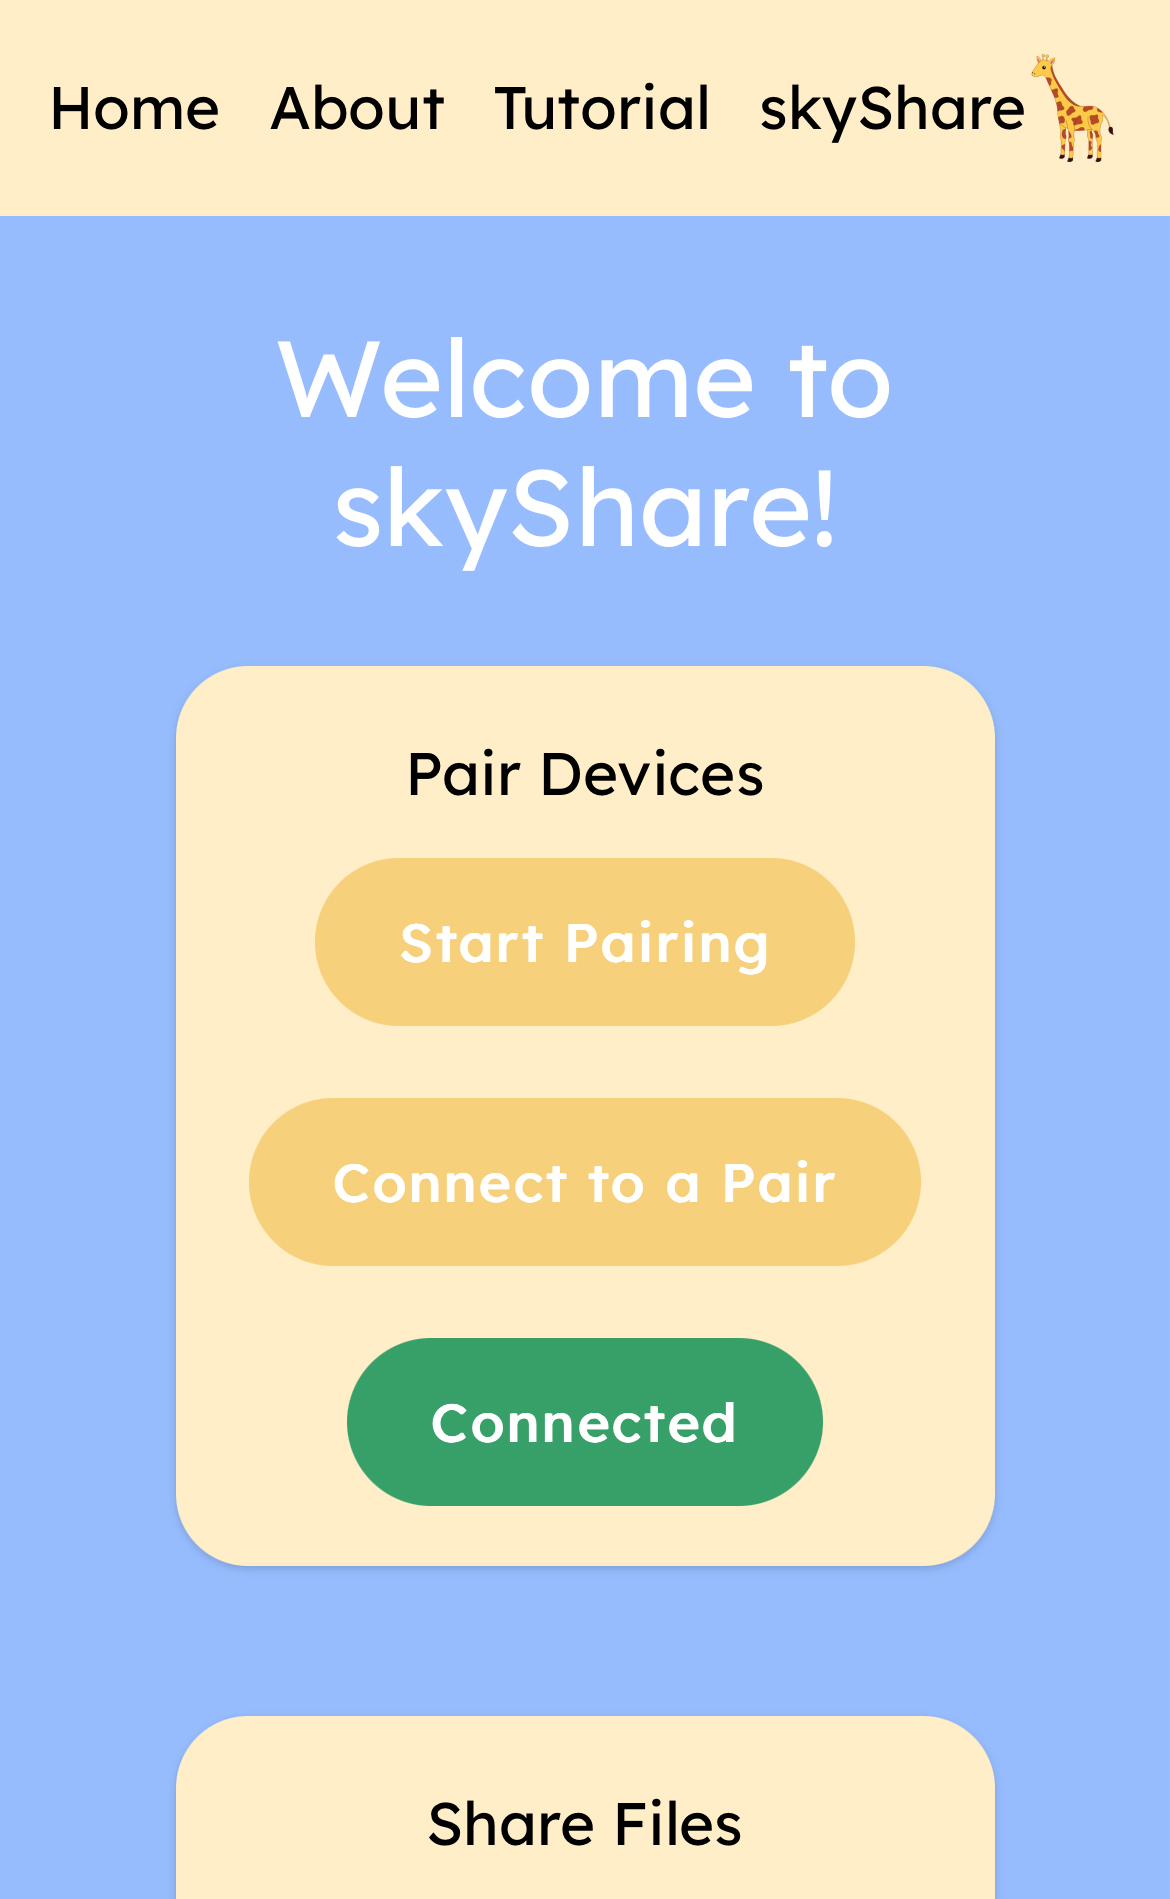 Home About Tutorial skyShare
Welcome to
skyShare!
Pair Devices
Start Pairing
Connect to a Pair
Connected
Share Files